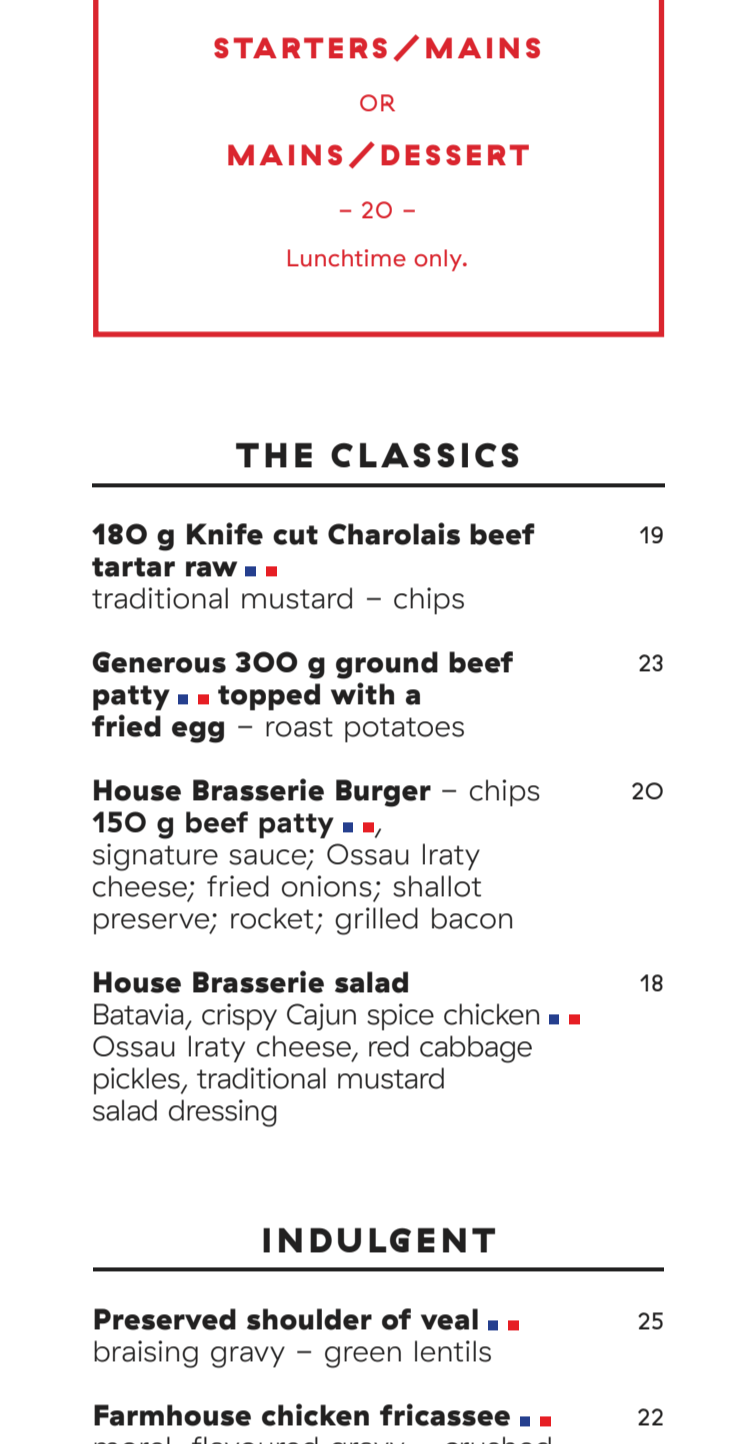 STARTERS/MAINS
OR
MAINS/DESSERT
– 20 –
Lunchtime only.
THE CLASSICS
180 g Knife cut Charolais beef 19
tartar raw
traditional mustard – chips
Generous 300 g ground beef 23
patty topped with a
fried egg – roast potatoes
House Brasserie Burger – chips 20
150 g beef patty ,
signature sauce; Ossau Iraty
cheese; fried onions; shallot
preserve; rocket; grilled bacon
House Brasserie salad 18
Batavia, crispy Cajun spice chicken
Ossau Iraty cheese, red cabbage
pickles, traditional mustard
salad dressing
INDULGENT
Preserved shoulder of veal 25
braising gravy – green lentils
Farmhouse chicken fricassee 22